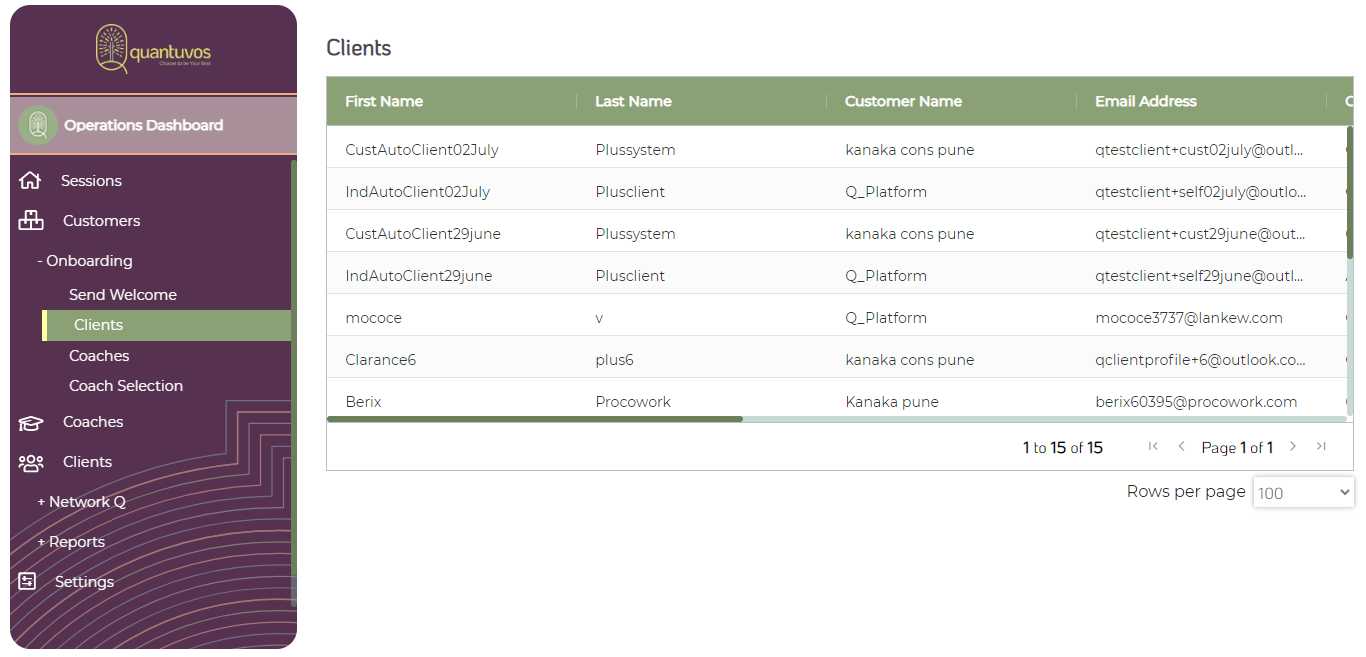 quantuvos
Choose to be Your Best
Operations Dashboard
Sessions
Customers
- Onboarding
Send Welcome
Clients
Coaches
Coach Selection
Coaches
Clients
+ Network Q
+ Reports
Settings
Clients
First Name Last Name Customer Name Email Address
CustAutoClient02July Plussystem kanaka cons pune qtestclient+cust02july@outl...
IndAutoClient02July Plusclient Q_Platform qtestclient+self02july@outlo...
CustAutoClient29june Plussystem kanaka cons pune qtestclient+cust29june@out...
IndAutoClient29june Plusclient Q_Platform qtestclient+self29june@outl...
mococe v Q_Platform mococe3737@lankew.com
Clarance6 plus6 kanaka cons pune qclientprofile+6@outlook.co...
Berix Procowork Kanaka pune berix60395@procowork.com
1 to 15 of 15 Page 1 of 1
Rows per page 100